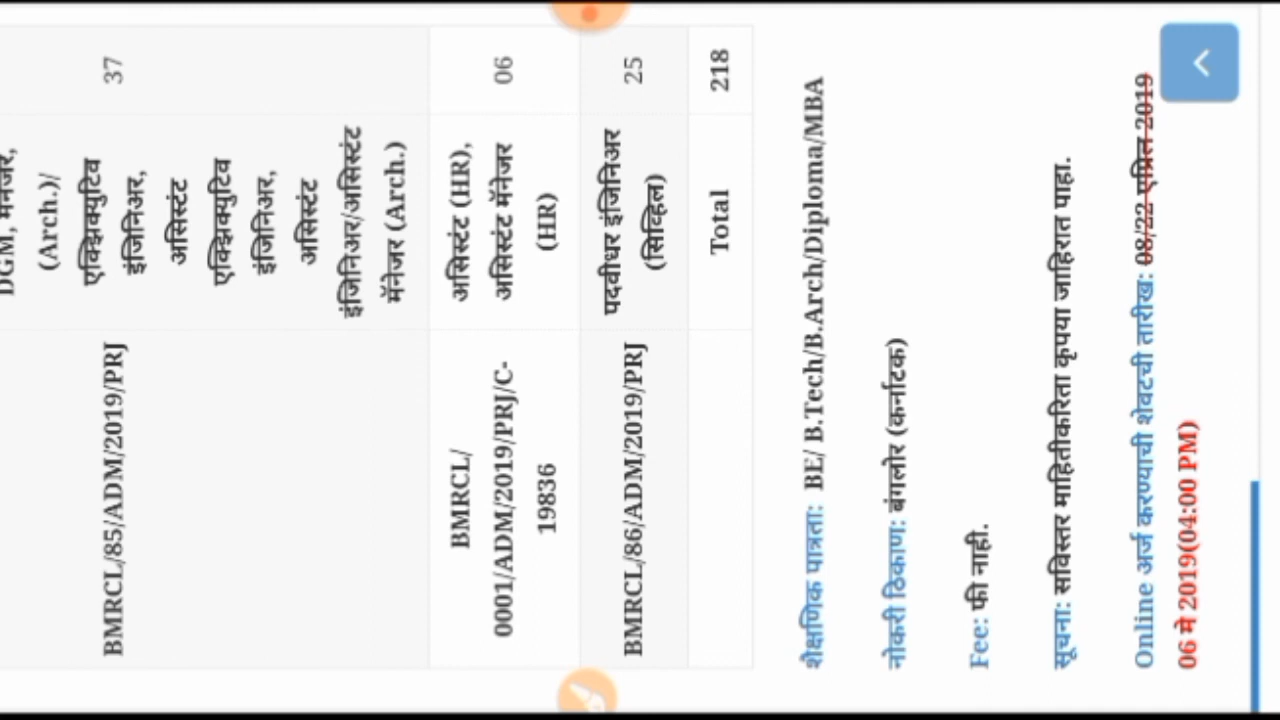 DGM, मॅनेजर,
(Arch.)/
एक्झिक्युटिव
इंजिनिअर,
असिस्टंट
BMRCL/85/ADM/2019/PRJ
एक्झिक्युटिव
37
इंजिनिअर,
असिस्टंट
इंजिनिअर/असिस्टंट
मॅनेजर (Arch.)
BMRCL/
0001/ADM/2019/PRJ/C-
19836
असिस्टंट (HR),
असिस्टंट मॅनेजर
(HR)
06
BMRCL/86/ADM/2019/PRJ
पदवीधर इंजिनिअर
(सिव्हिल)
25
Total
218
शैक्षणिक पात्रता: BE/ B.Tech/B.Arch/Diploma/MBA
नोकरी ठिकाण: बंगलोर (कर्नाटक)
Fee: फी नाही.
सूचना: सविस्तर माहितीकरिता कृपया जाहिरात पाहा.
Online अर्ज करण्याची शेवटची तारीख: 08/22 एप्रिल 2019
06 मे 2019(04:00 PM)